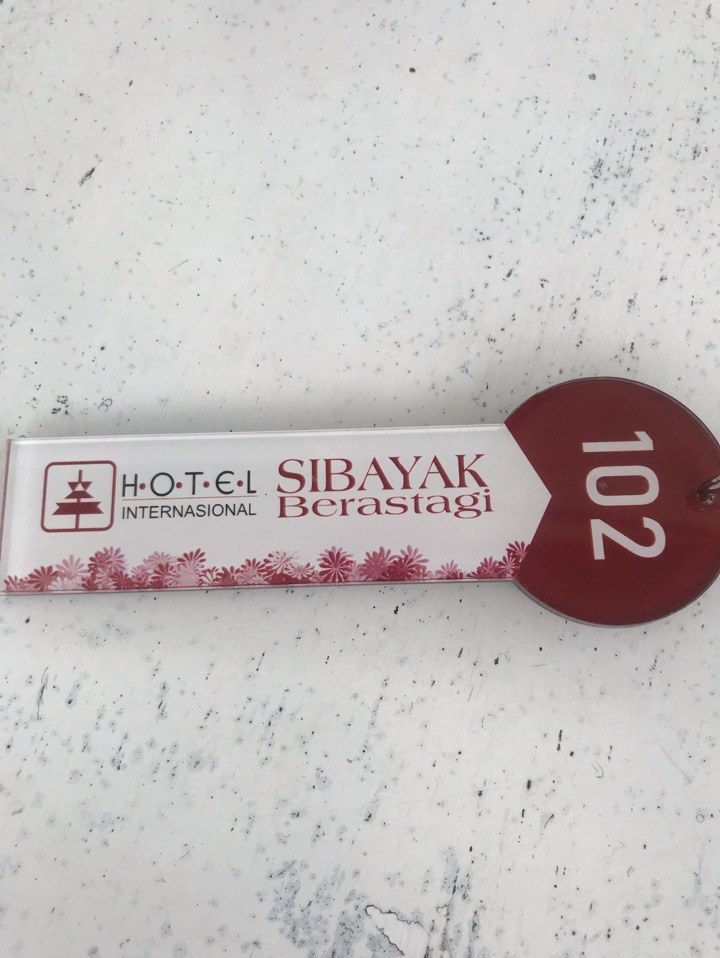 H•O•T•E•L
INTERNASIONAL
SIBAYAK
Berastagi
102